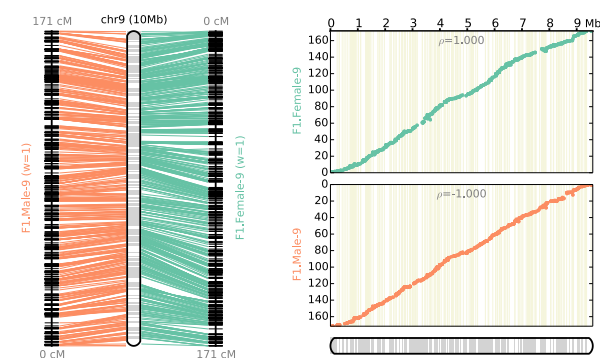 171 cM
chr9 (10Mb)
0 cM
F1.Male-9 (w=1)
F1.Female-9 (w=1)
0 cM
171 cM
0 1 2 3 4 5 6 7 8 9 Mb
ρ=1.000
F1.Female-9
160
140
120
100
80
60
40
20
0
ρ=-1.000
F1.Male-9
0
20
40
60
80
100
120
140
160